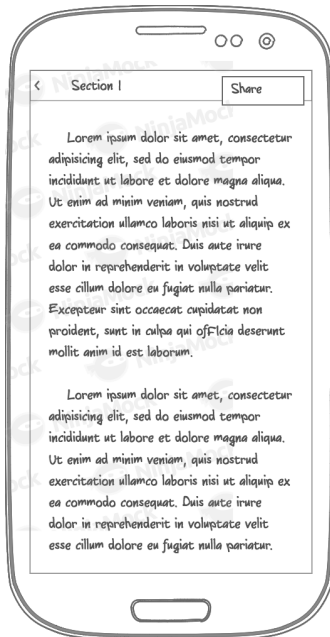 < Section 1
Share
Lorem ipsum dolor sit amet, consectetur
adipisicing elit, sed do eiusmod tempor
incididunt ut labore et dolore magna aliqua.
Ut enim ad minim veniam, quis nostrud
exercitation ullamco laboris nisi ut aliquip ex
ea commodo consequat. Duis aute irure
dolor in reprehenderit in voluptate velit
esse cillum dolore eu fugiat nulla pariatur.
Excepteur sint occaecat cupidatat non
proident, sunt in culpa qui officia deserunt
mollit anim id est laborum.
Lorem ipsum dolor sit amet, consectetur
adipisicing elit, sed do eiusmod tempor
incididunt ut labore et dolore magna aliqua.
Ut enim ad minim veniam, quis nostrud
exercitation ullamco laboris nisi ut aliquip ex
ea commodo consequat. Duis aute irure
dolor in reprehenderit in voluptate velit
esse cillum dolore eu fugiat nulla pariatur.
NinjaMock